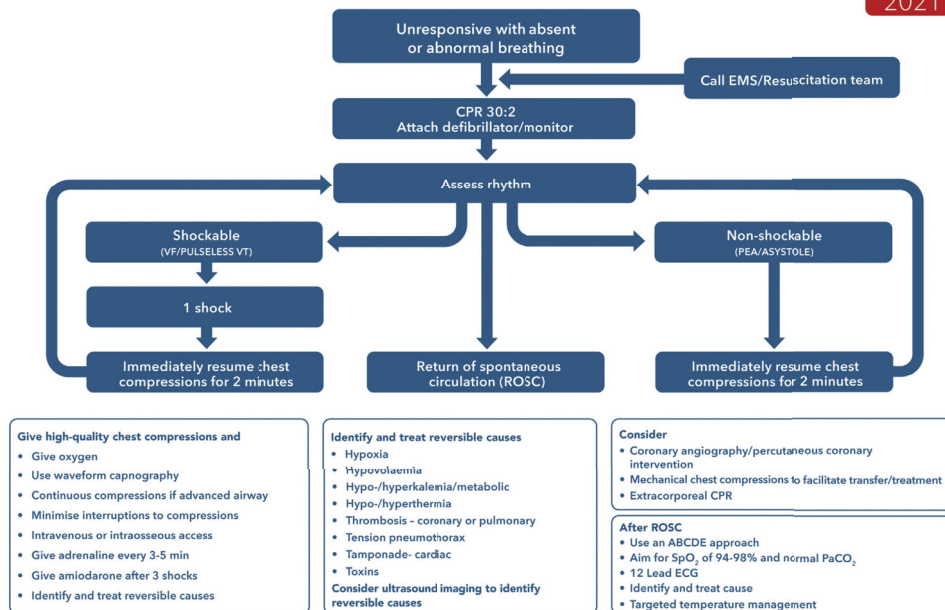 2021
Unresponsive with absent
or abnormal breathing
Call EMS/Resuscitation team
CPR 30:2
Attach defibrillator/monitor
Assess rhythm
Shockable
(VF/PULSELESS VT)
Non-shockable
(PEA/ASYSTOLE)
1 shock
Immediately resume chest
compressions for 2 minutes
Return of spontaneous
circulation (ROSC)
Immediately resume chest
compressions for 2 minutes
Give high-quality chest compressions and
• Give oxygen
• Use waveform capnography
• Continuous compressions if advanced airway
• Minimise interruptions to compressions
• Intravenous or intraosseous access
• Give adrenaline every 3-5 min
• Give amiodarone after 3 shocks
• Identify and treat reversible causes
Identify and treat reversible causes
• Hypoxia
• Hypovolaemia
• Hypo-/hyperkalemia/metabolic
• Hypo-/hyperthermia
• Thrombosis – coronary or pulmonary
• Tension pneumothorax
• Tamponade- cardiac
• Toxins
Consider ultrasound imaging to identify
reversible causes
Consider
• Coronary angiography/percutaneous coronary
intervention
• Mechanical chest compressions to facilitate transfer/treatment
• Extracorporeal CPR
After ROSC
• Use an ABCDE approach
• Aim for SpO₂ of 94-98% and normal PaCO₂
• 12 Lead ECG
• Identify and treat cause
• Targeted temperature management